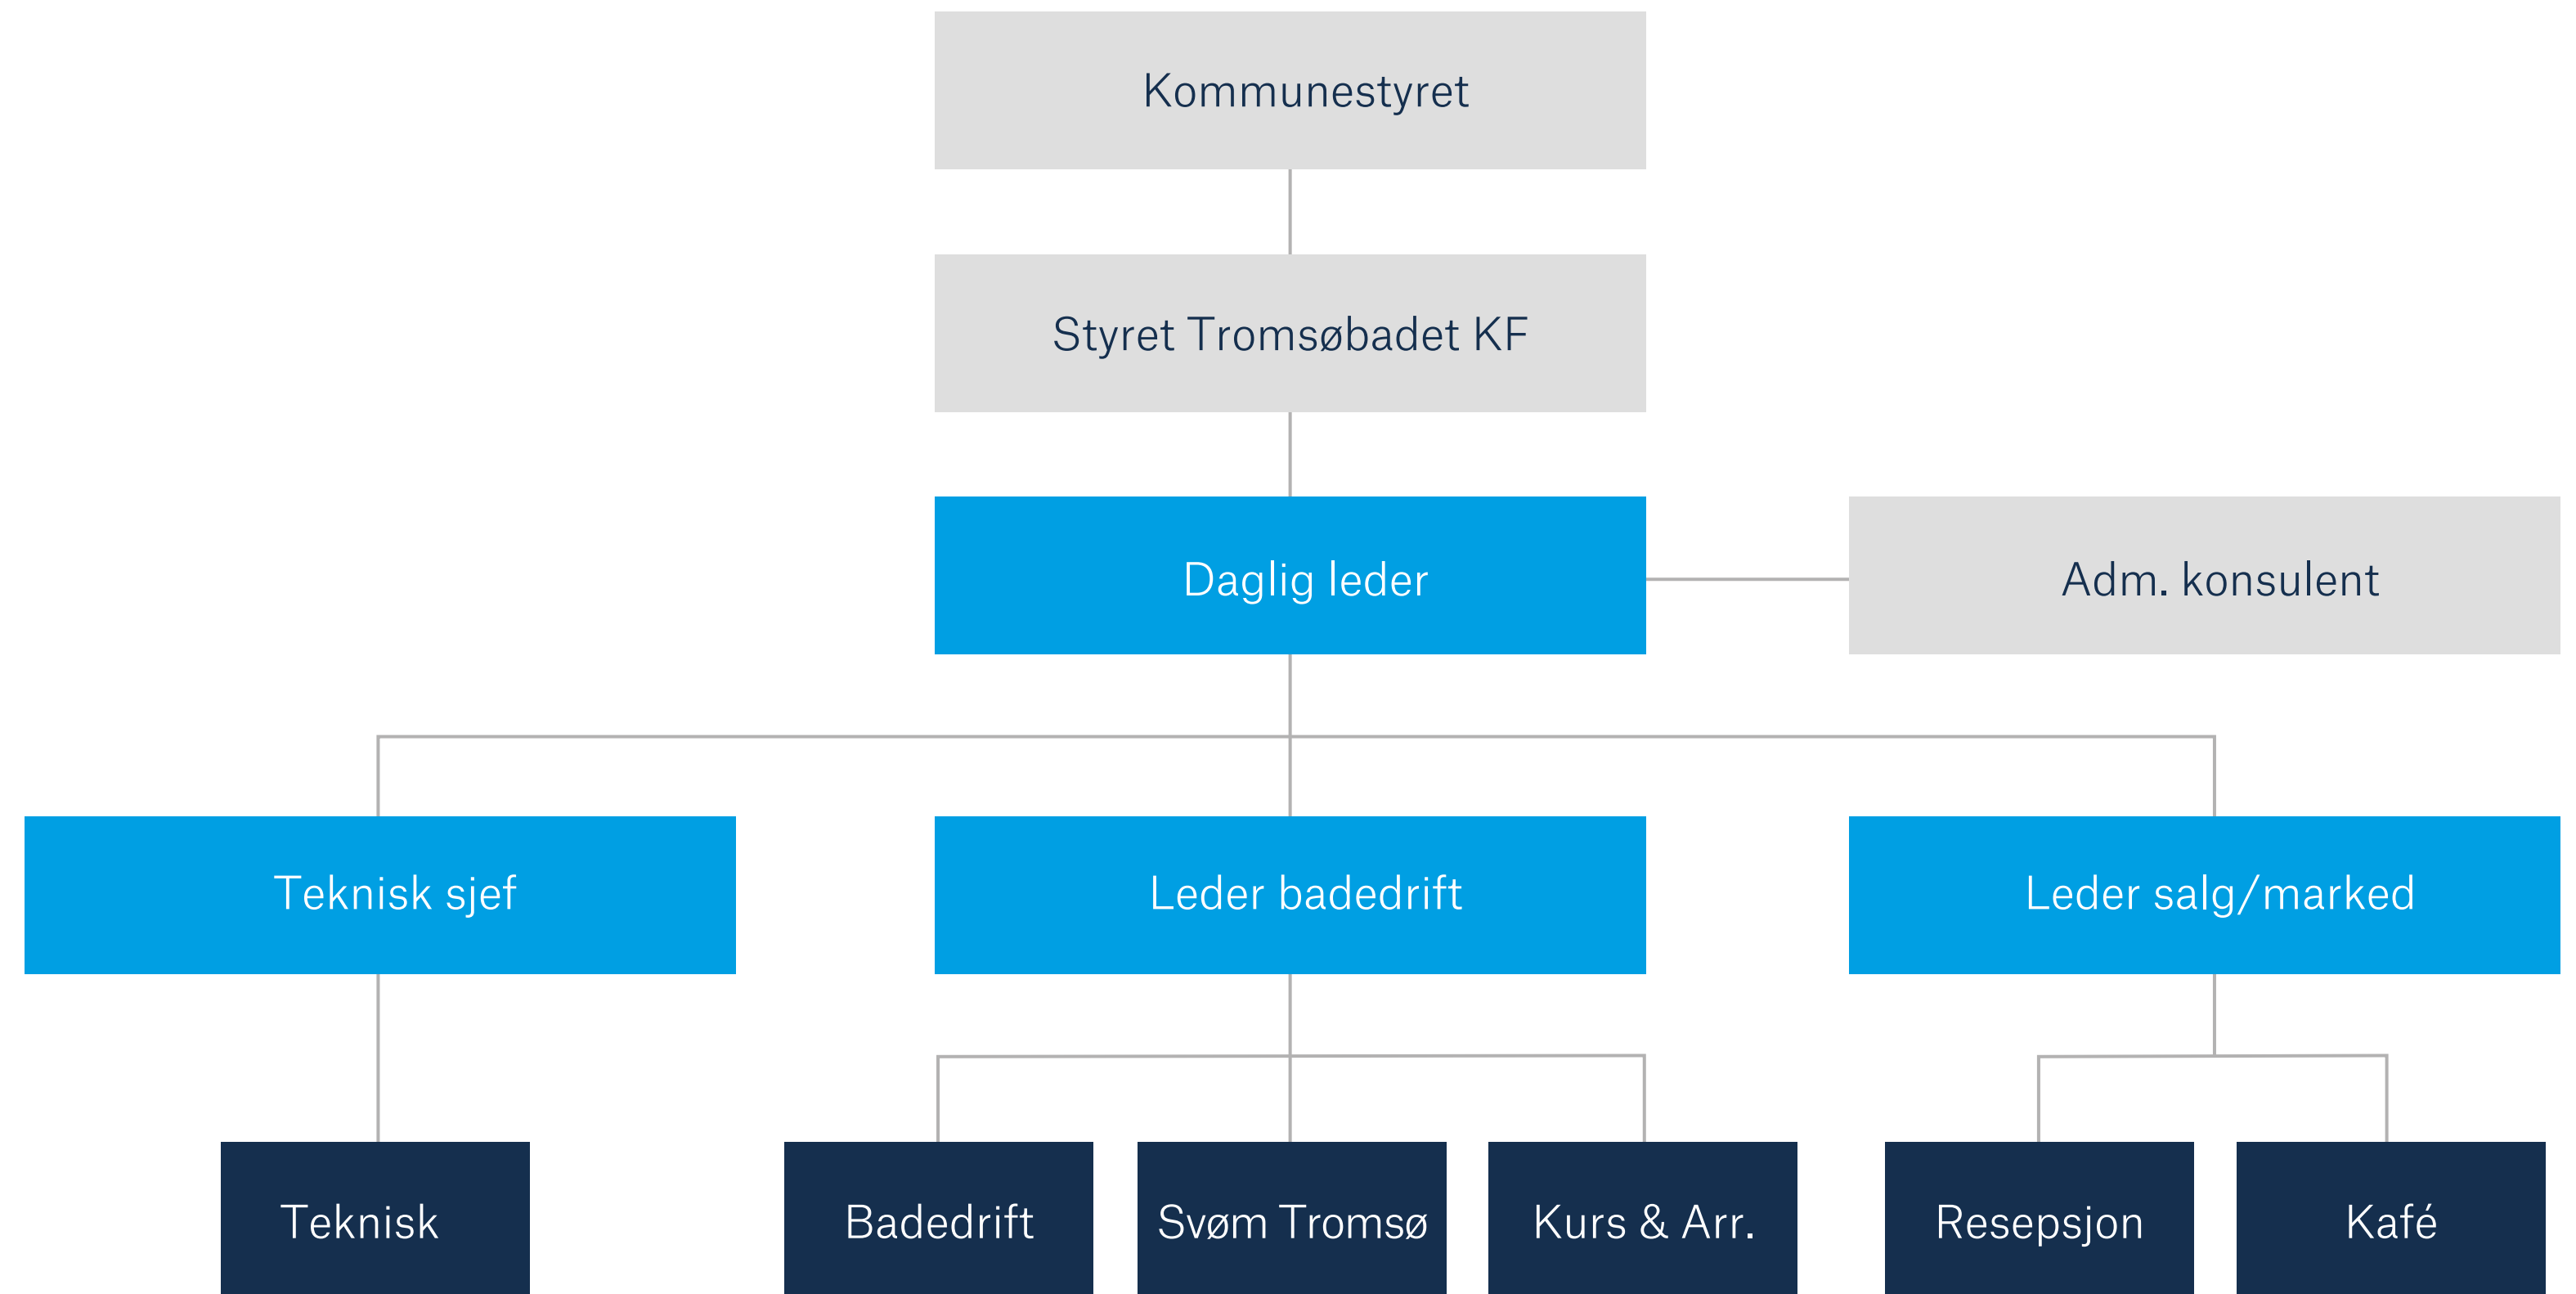 Kommunestyret
Styret Tromsøbadet KF
Daglig leder
Adm. konsulent
Teknisk sjef
Leder badedrift
Leder salg/marked
Teknisk
Badedrift
Svøm Tromsø
Kurs & Arr.
Resepsjon
Kafé